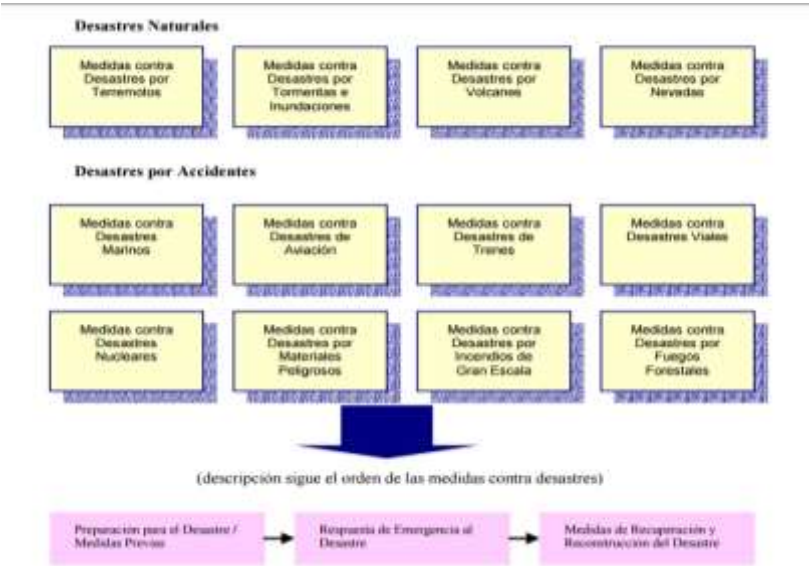 Desastres Naturales
Medidas contra
Desastres por
Terremotos
Medidas contra
Desastres por
Tormentas e
Inundaciones
Medidas contra
Desastres por
Volcanes
Medidas contra
Desastres por
Nevadas
Desastres por Accidentes
Medidas contra
Desastres
Marinos
Medidas contra
Desastres de
Aviación
Medidas contra
Desastres de
Trenes
Medidas contra
Desastres Viales
Medidas contra
Desastres
Nucleares
Medidas contra
Desastres por
Materiales
Peligrosos
Medidas contra
Desastres por
Incendios de
Gran Escala
Medidas contra
Desastres por
Fuegos
Forestales
(descripción sigue el orden de las medidas contra desastres)
Preparación para el Desastre /
Medidas Previas
Respuesta de Emergencia al
Desastre
Medidas de Recuperación y
Reconstrucción del Desastre